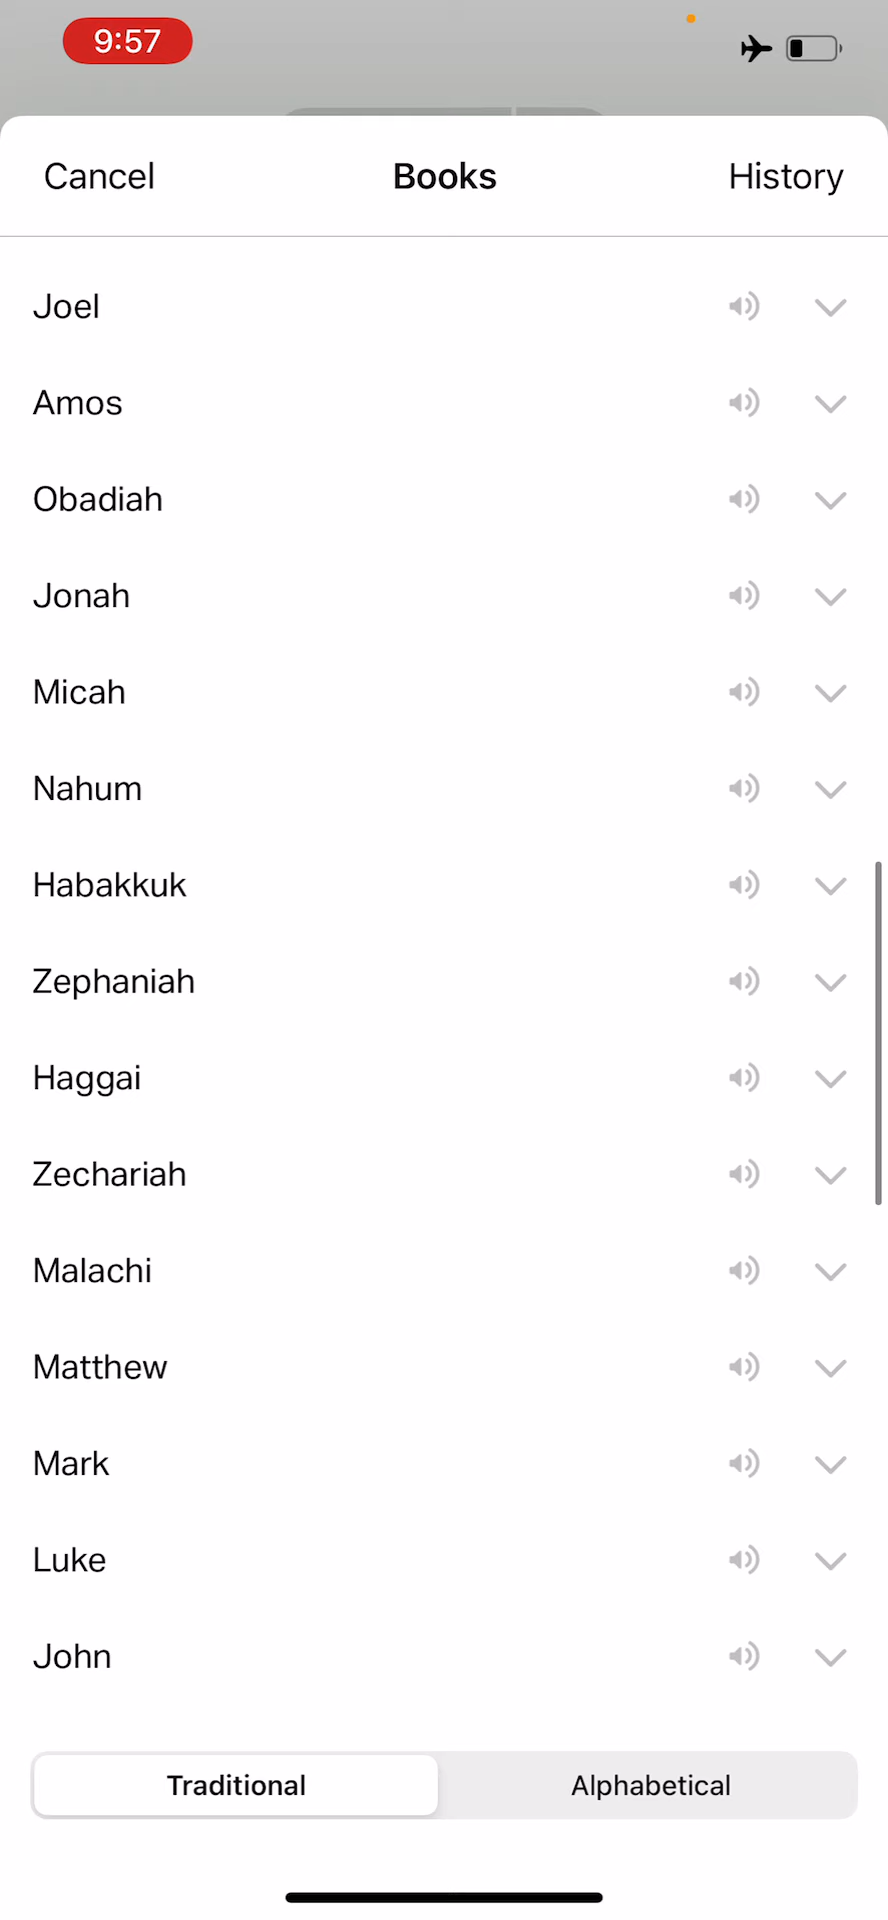 9:57
Cancel Books History
Joel
Amos
Obadiah
Jonah
Micah
Nahum
Habakkuk
Zephaniah
Haggai
Zechariah
Malachi
Matthew
Mark
Luke
John
Traditional Alphabetical